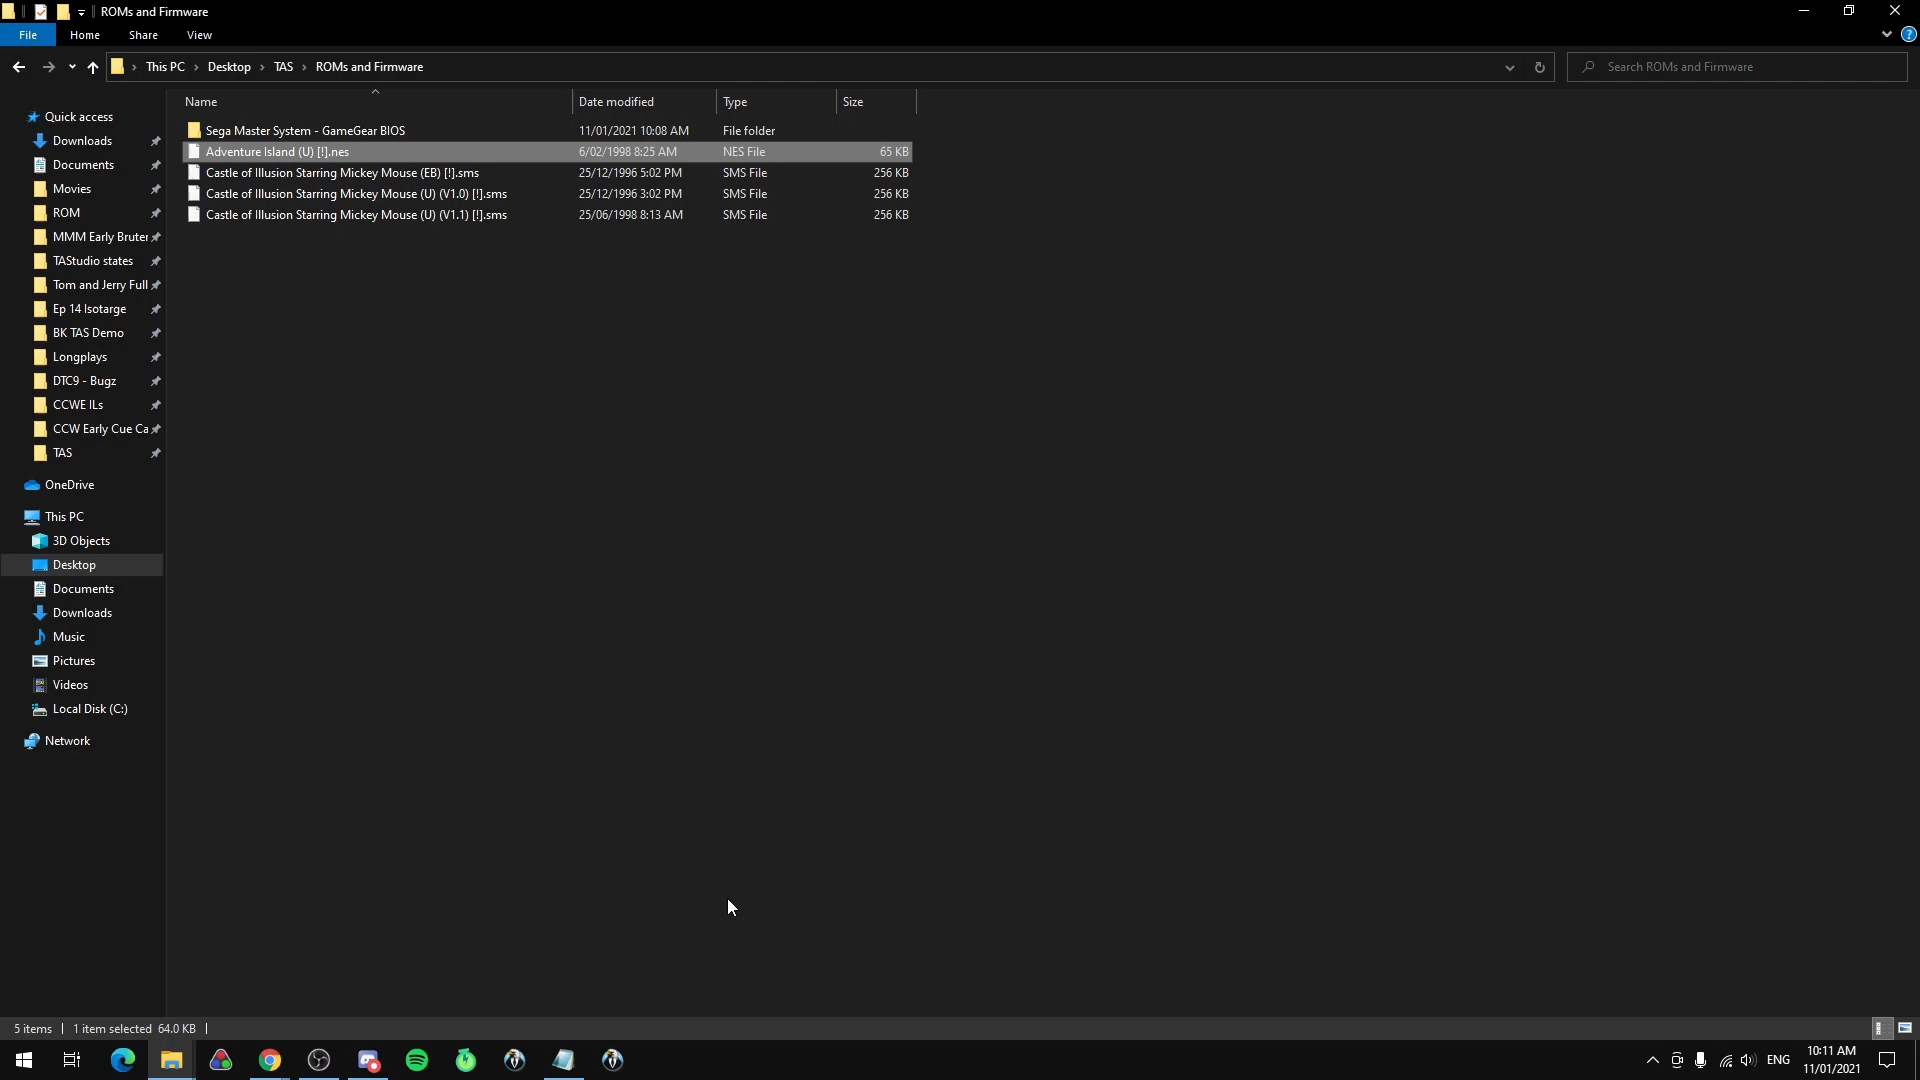 ROMs and Firmware
File Home Share View
This PC Desktop TAS ROMs and Firmware Search ROMs and Firmware
Name Date modified Type Size
Sega Master System - GameGear BIOS 11/01/2021 10:08 AM File folder
Adventure Island (U) [!].nes 6/02/1998 8:25 AM NES File 65 KB
Castle of Illusion Starring Mickey Mouse (EB) [!].sms 25/12/1996 5:02 PM SMS File 256 KB
Castle of Illusion Starring Mickey Mouse (U) (V1.0) [!].sms 25/12/1996 3:02 PM SMS File 256 KB
Castle of Illusion Starring Mickey Mouse (U) (V1.1) [!].sms 25/06/1998 8:13 AM SMS File 256 KB
Quick access
Downloads
Documents
Movies
ROM
MMM Early Bruter
TAStudio states
Tom and Jerry Full
Ep 14 Isotarge
BK TAS Demo
Longplays
DTC9 - Bugz
CCWE ILs
CCW Early Cue Ca
TAS
OneDrive
This PC
3D Objects
Desktop
Documents
Downloads
Music
Pictures
Videos
Local Disk (C:)
Network
5 items 1 item selected 64.0 KB
ENG 10:11 AM
11/01/2021